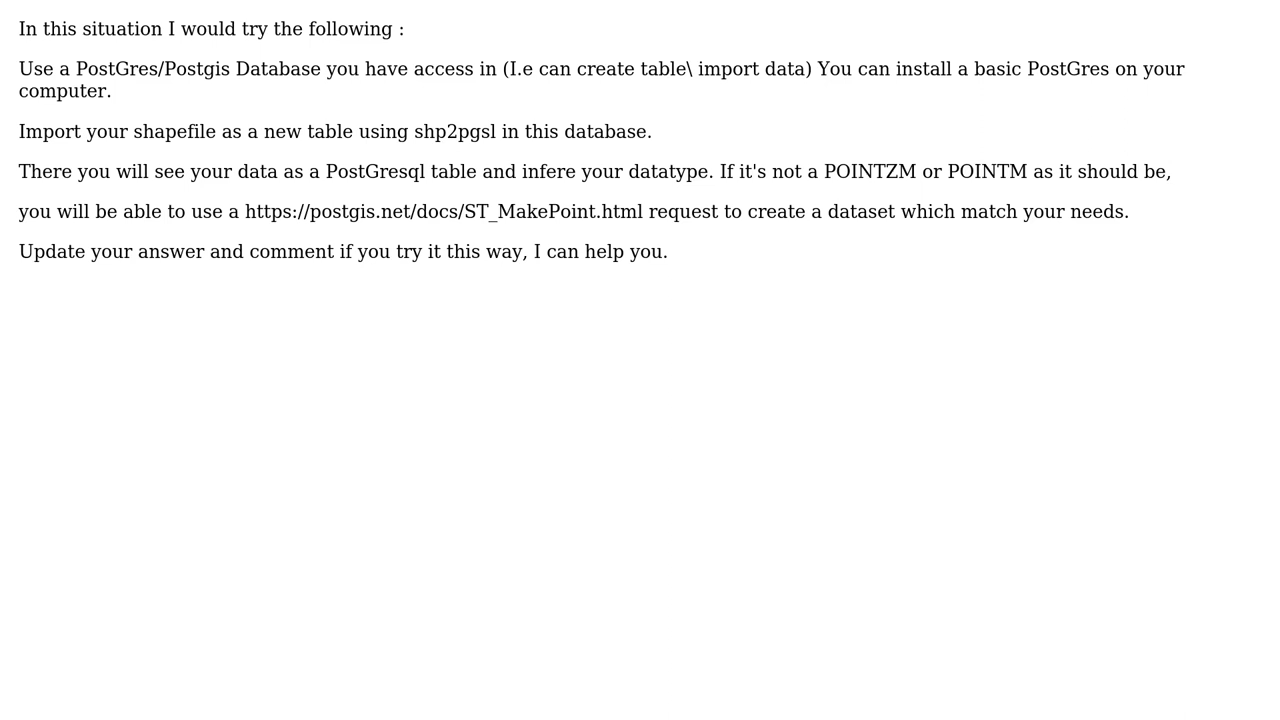 In this situation I would try the following :
Use a PostGres/Postgis Database you have access in (I.e can create table\ import data) You can install a basic PostGres on your
computer.
Import your shapefile as a new table using shp2pgsl in this database.
There you will see your data as a PostGresql table and infere your datatype. If it's not a POINTZM or POINTM as it should be,
you will be able to use a https://postgis.net/docs/ST_MakePoint.html request to create a dataset which match your needs.
Update your answer and comment if you try it this way, I can help you.